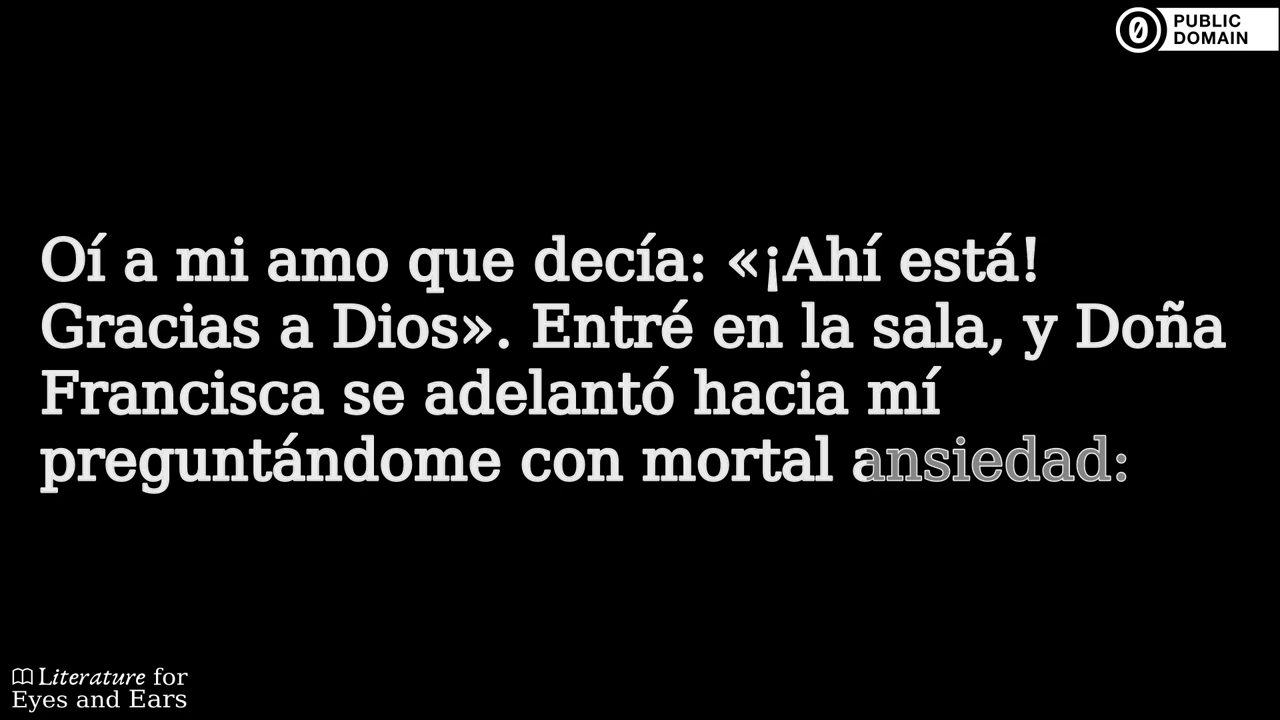 PUBLIC
DOMAIN
Oí a mi amo que decía: «¡Ahí está!
Gracias a Dios». Entré en la sala, y Doña
Francisca se adelantó hacia mí
preguntándome con mortal ansiedad:
Literature for
Eyes and Ears